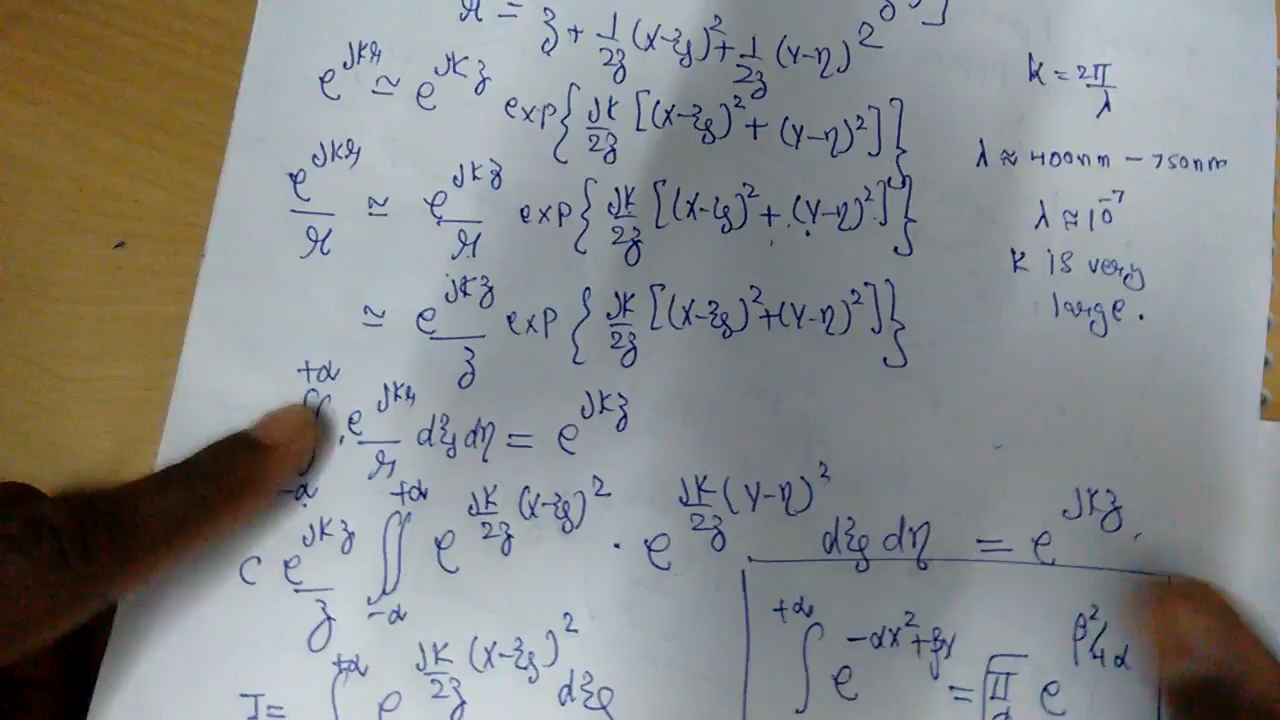 r = z + 1/2z (x-ξ)² + 1/2z (y-η)² ]
e^{jkr} ≅ e^{jkz} exp{ jk/2z [(x-ξ)² + (y-η)²] }
e^{jkr}/r ≅ e^{jkz}/r exp{ jk/2z [(x-ξ)² + (y-η)²] }
≅ e^{jkz}/z exp{ jk/2z [(x-ξ)² + (y-η)²] }
k = 2π/λ
λ ≈ 400nm - 750nm
λ ≈ 10^{-7}
k is very
large.
∬_{-α}^{+α} e^{jkr}/r dξ dη = e^{jkz}
C e^{jkz}/z ∬_{-α}^{+α} e^{jk/2z (x-ξ)²} . e^{jk/2z (y-η)²} dξ dη = e^{jkz}.
I = ∫^{+α} e^{jk/2z (x-ξ)²} dξ
∫^{+α} e^{-αx²+βx} = √(π/α) e^{β²/4α}